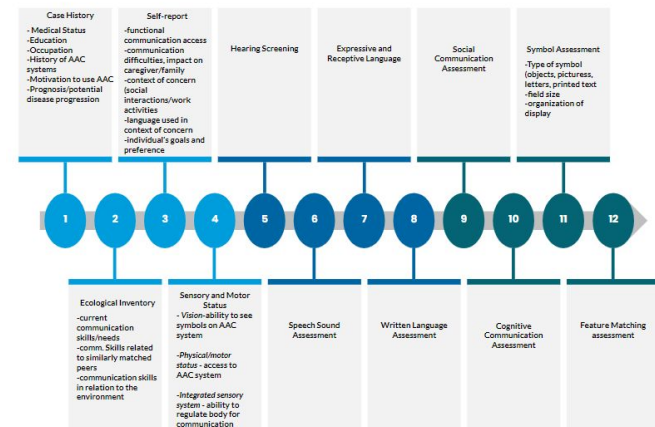 Case History
- Medical Status
-Education
-Occupation
-History of AAC
systems
-Motivation to use AAC
-Prognosis/potential
disease progression
Self-report
-functional
communication access
-communication
difficulties, impact on
caregiver/family
-context of concern
(social
interactions/work
activities
-language used in
context of concern
-individual's goals and
preference
Hearing Screening
Expressive and
Receptive Language
Social
Communication
Assessment
Symbol Assessment
-Type of symbol
(objects, picturess,
letters, printed text
-field size
-organization of
display
1
2
3
4
5
6
7
8
9
10
11
12
Ecological Inventory
-current
communication
skills/needs
-comm. Skills related
to similarly matched
peers
-communication skills
in relation to the
environment
Sensory and Motor
Status
- Vision-ability to see
symbols on AAC
system
-Physical/motor
status - access to
AAC system
-Integrated sensory
system - ability to
regulate body for
communication
Speech Sound
Assessment
Written Language
Assessment
Cognitive
Communication
Assessment
Feature Matching
assessment